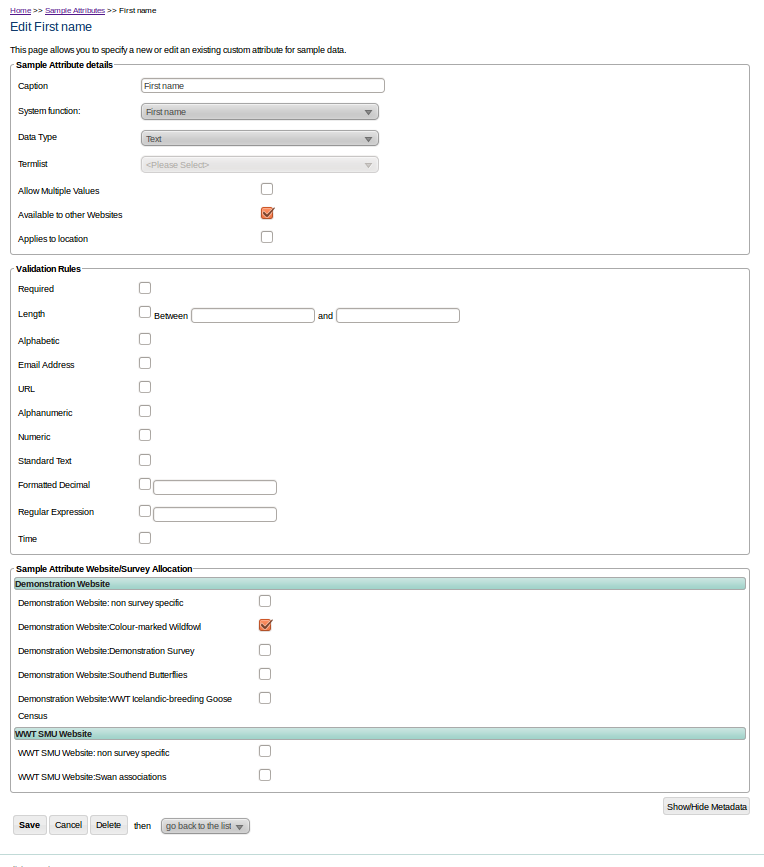 Home >> Sample Attributes >> First name
Edit First name
This page allows you to specify a new or edit an existing custom attribute for sample data.
Sample Attribute details
Caption First name
System function: First name
Data Type Text
Termlist <Please Select>
Allow Multiple Values
Available to other Websites
Applies to location
Validation Rules
Required
Length Between and
Alphabetic
Email Address
URL
Alphanumeric
Numeric
Standard Text
Formatted Decimal
Regular Expression
Time
Sample Attribute Website/Survey Allocation
Demonstration Website
Demonstration Website: non survey specific
Demonstration Website:Colour-marked Wildfowl
Demonstration Website:Demonstration Survey
Demonstration Website:Southend Butterflies
Demonstration Website:WWT Icelandic-breeding Goose
Census
WWT SMU Website
WWT SMU Website: non survey specific
WWT SMU Website:Swan associations
Show/Hide Metadata
Save Cancel Delete then go back to the list